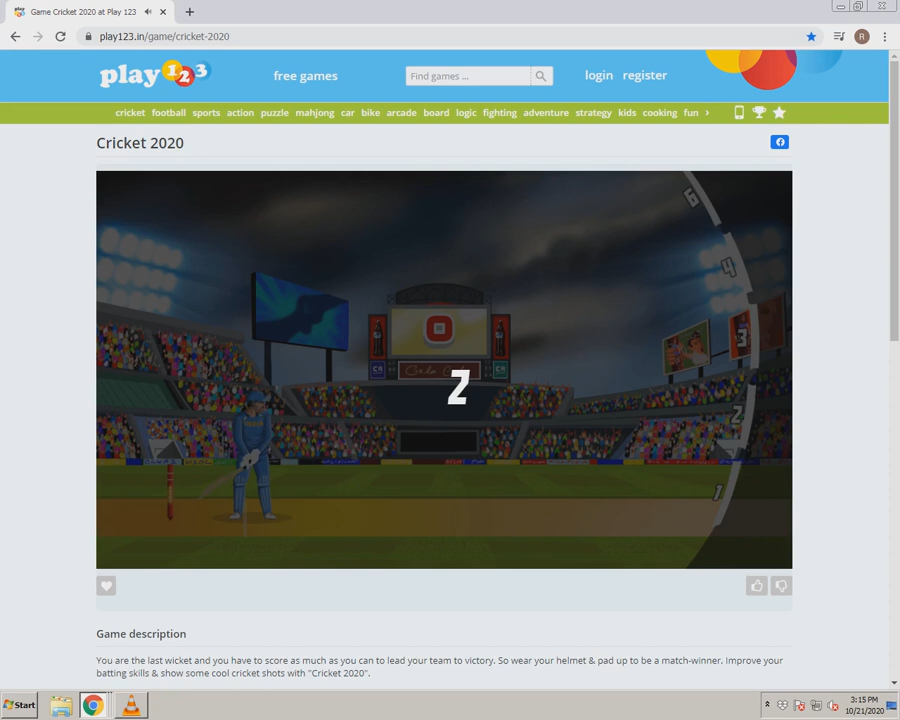 Game Cricket 2020 at Play 123
play123.in/game/cricket-2020
R
play123
free games
Find games ...
login
register
cricket football sports action puzzle mahjong car bike arcade board logic fighting adventure strategy kids cooking fun ›
Cricket 2020
6
4
3
2
1
2
Game description
You are the last wicket and you have to score as much as you can to lead your team to victory. So wear your helmet & pad up to be a match-winner. Improve your
batting skills & show some cool cricket shots with "Cricket 2020".
Start
3:15 PM
10/21/2020